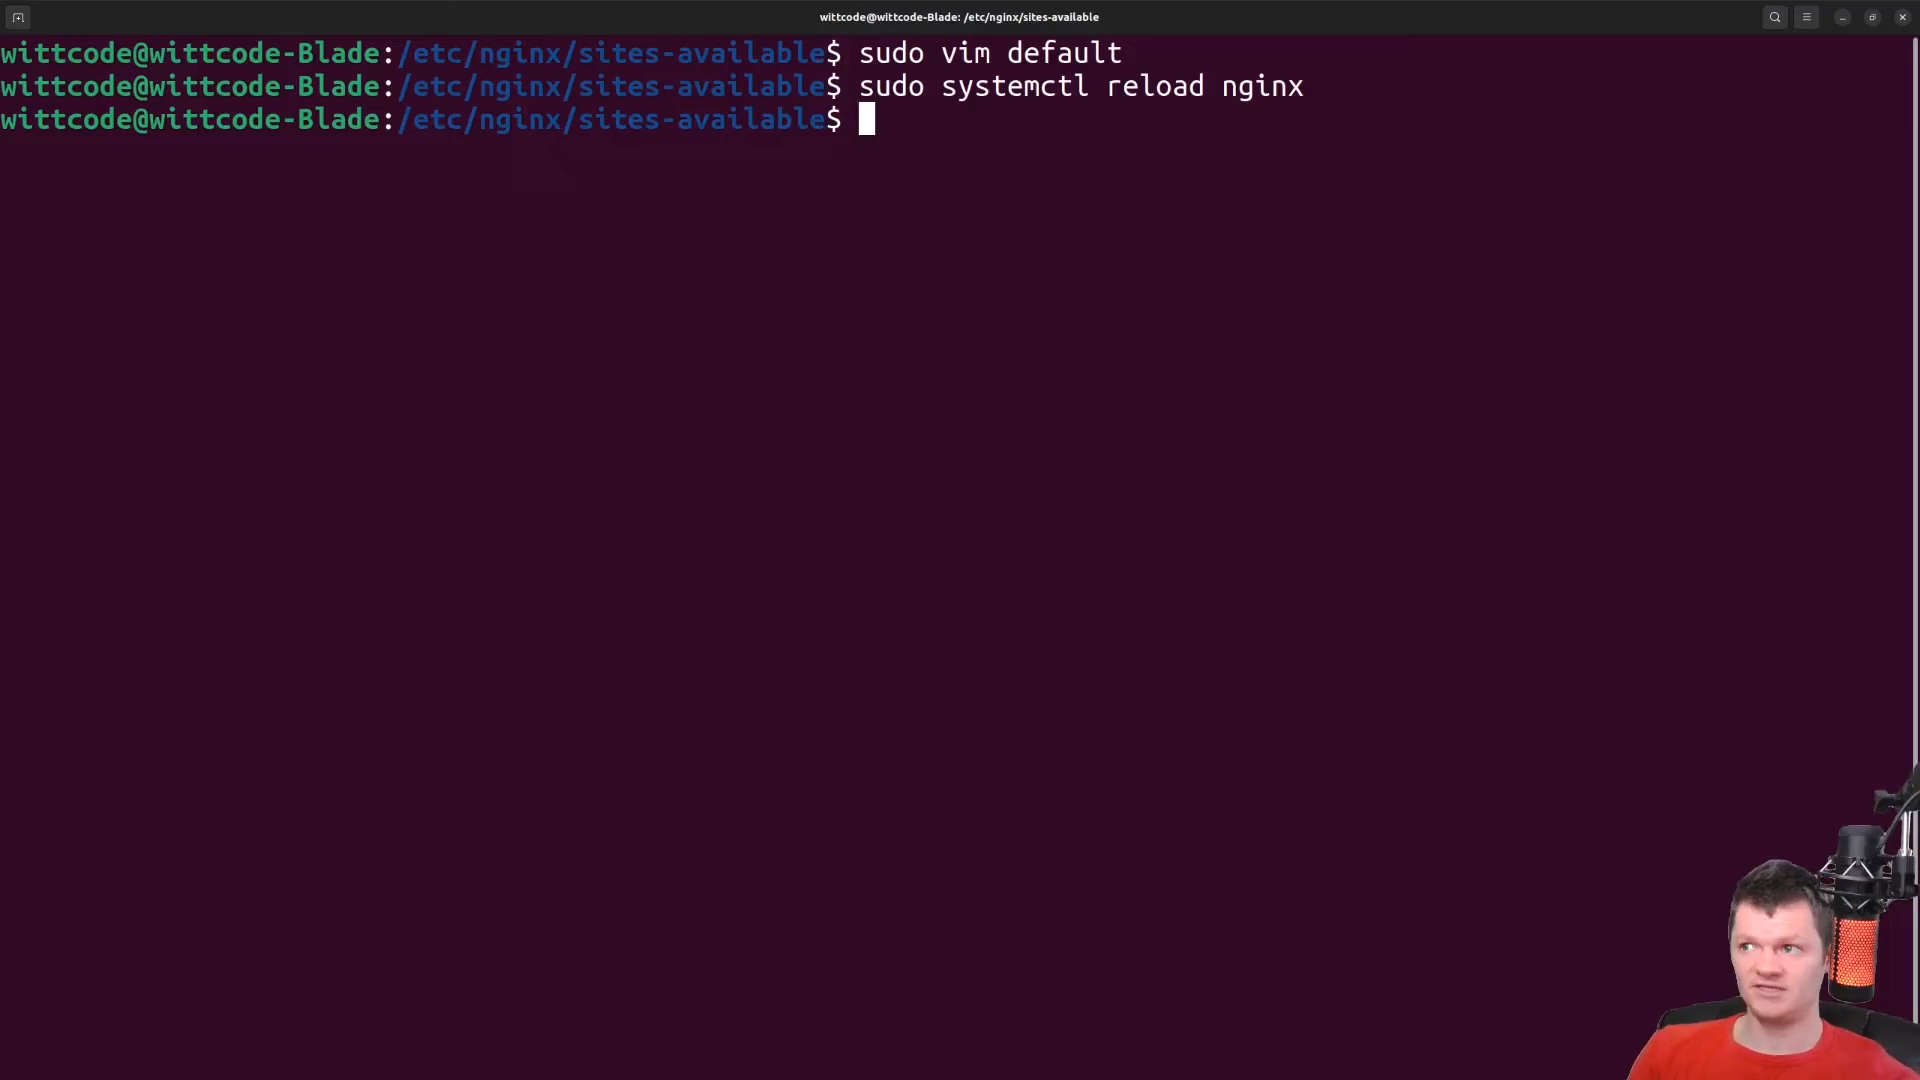 wittcode@wittcode-Blade: /etc/nginx/sites-available
wittcode@wittcode-Blade:/etc/nginx/sites-available$ sudo vim default
wittcode@wittcode-Blade:/etc/nginx/sites-available$ sudo systemctl reload nginx
wittcode@wittcode-Blade:/etc/nginx/sites-available$